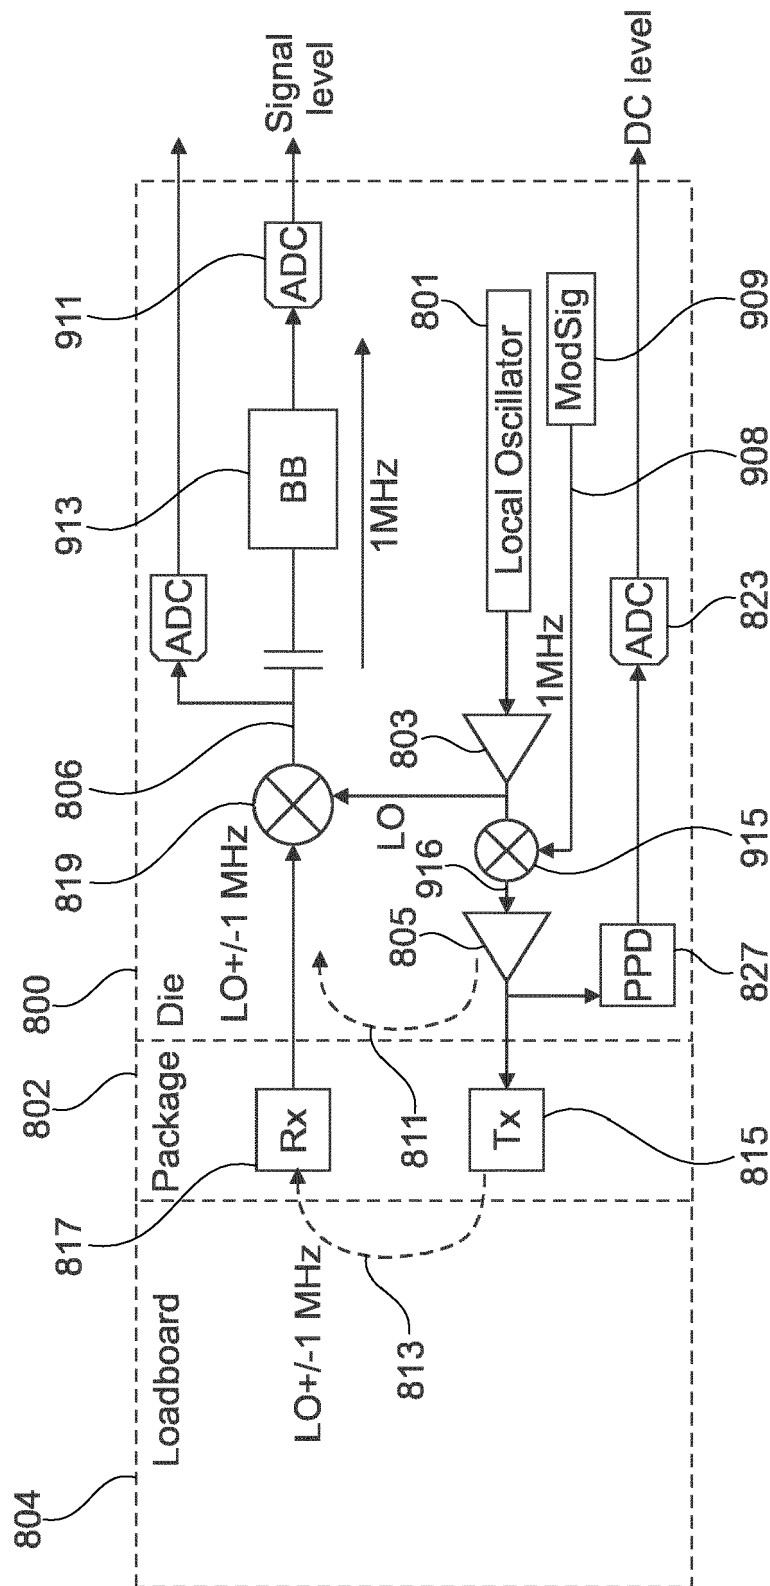 804
802
800
819
806
913
911
Loadboard
Package
Die
817
LO+/-1 MHz
LO+/-1 MHz
Rx
ADC
BB
ADC
Signal
level
1MHz
813
811
LO
803
801
Local Oscillator
805
916
1MHz
ModSig
Tx
PPD
ADC
DC level
815
827
915
823
908
909